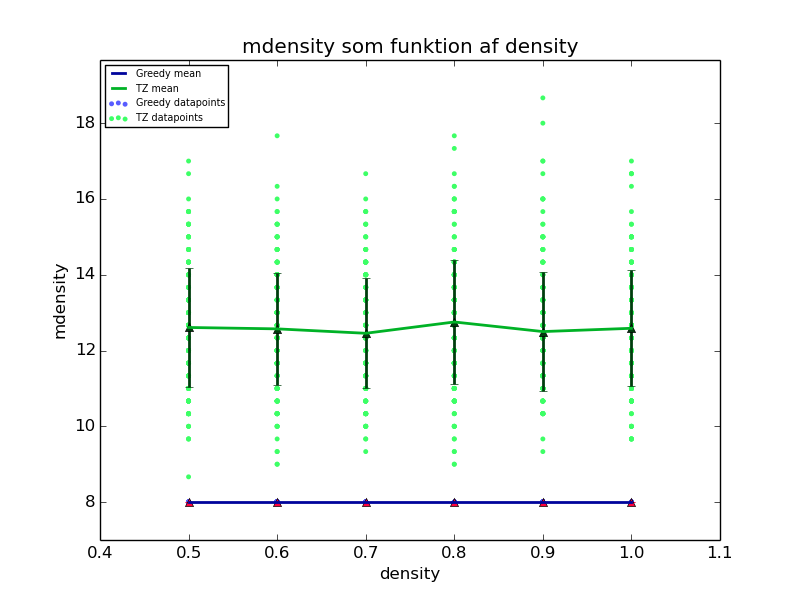 mdensity som funktion af density
Greedy mean
TZ mean
Greedy datapoints
TZ datapoints
18
16
14
12
10
8
mdensity
0.4 0.5 0.6 0.7 0.8 0.9 1.0 1.1
density